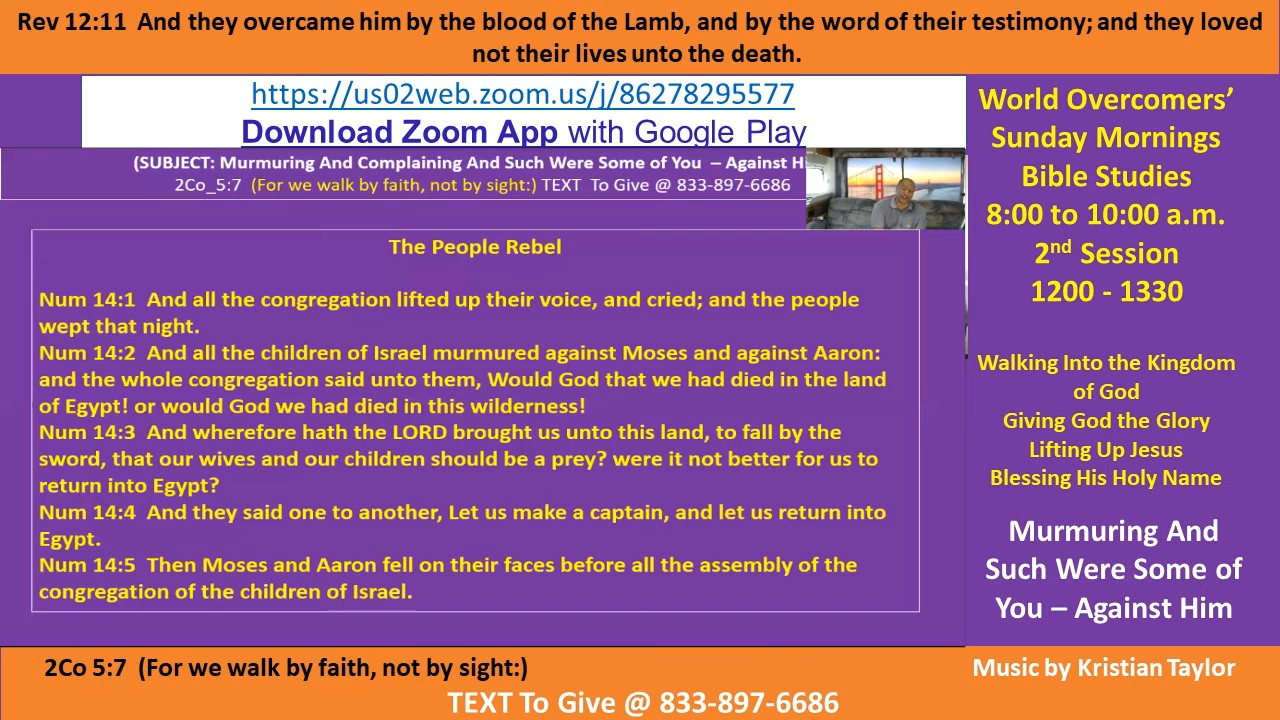 Rev 12:11  And they overcame him by the blood of the Lamb, and by the word of their testimony; and they loved
not their lives unto the death.
https://us02web.zoom.us/j/86278295577
Download Zoom App with Google Play
(SUBJECT: Murmuring And Complaining And Such Were Some of You  – Against Hi
2Co_5:7  (For we walk by faith, not by sight:) TEXT  To Give @ 833-897-6686
The People Rebel
Num 14:1  And all the congregation lifted up their voice, and cried; and the people
wept that night.
Num 14:2  And all the children of Israel murmured against Moses and against Aaron:
and the whole congregation said unto them, Would God that we had died in the land
of Egypt! or would God we had died in this wilderness!
Num 14:3  And wherefore hath the LORD brought us unto this land, to fall by the
sword, that our wives and our children should be a prey? were it not better for us to
return into Egypt?
Num 14:4  And they said one to another, Let us make a captain, and let us return into
Egypt.
Num 14:5  Then Moses and Aaron fell on their faces before all the assembly of the
congregation of the children of Israel.
World Overcomers’
Sunday Mornings
Bible Studies
8:00 to 10:00 a.m.
2nd Session
1200 - 1330
Walking Into the Kingdom
of God
Giving God the Glory
Lifting Up Jesus
Blessing His Holy Name
Murmuring And
Such Were Some of
You – Against Him
2Co 5:7  (For we walk by faith, not by sight:)
Music by Kristian Taylor
TEXT To Give @ 833-897-6686